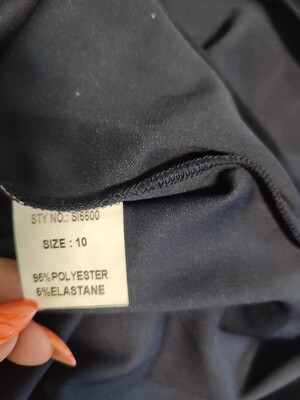 STY NO.: SI6600
SIZE : 10
95%POLYESTER
5%ELASTANE